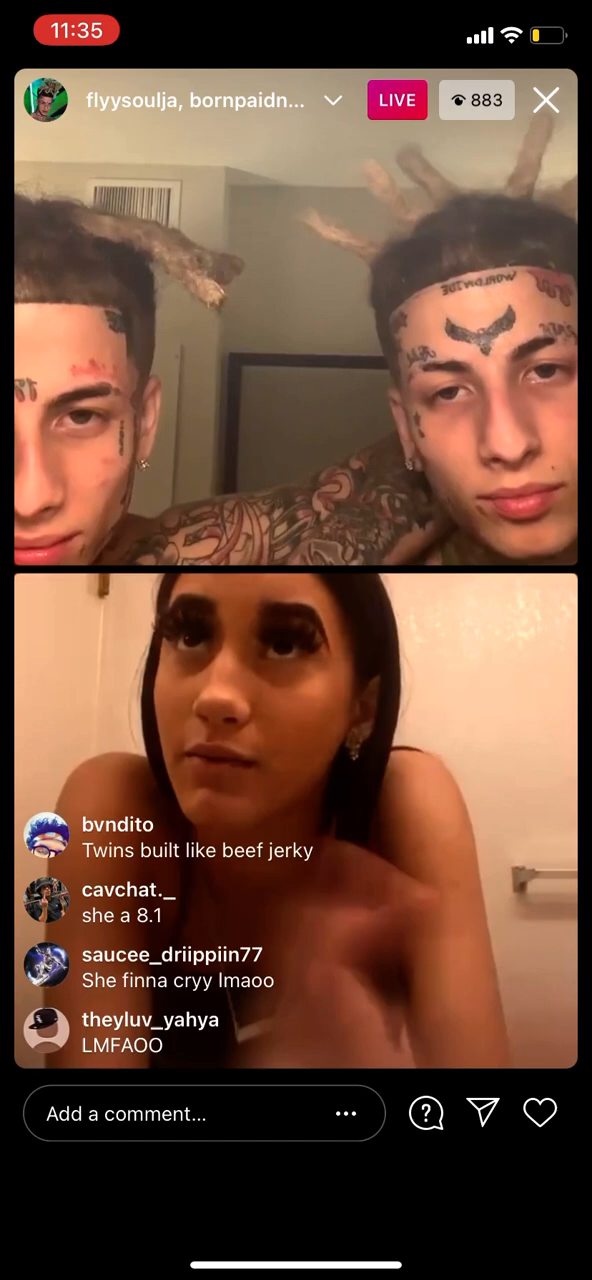 11:35
flyysoulja, bornpaidn...
LIVE
883
WORLDWIDE
bvndito
Twins built like beef jerky
cavchat._
she a 8.1
saucee_driippiin77
She finna cryy lmaoo
theyluv_yahya
LMFAOO
Add a comment...